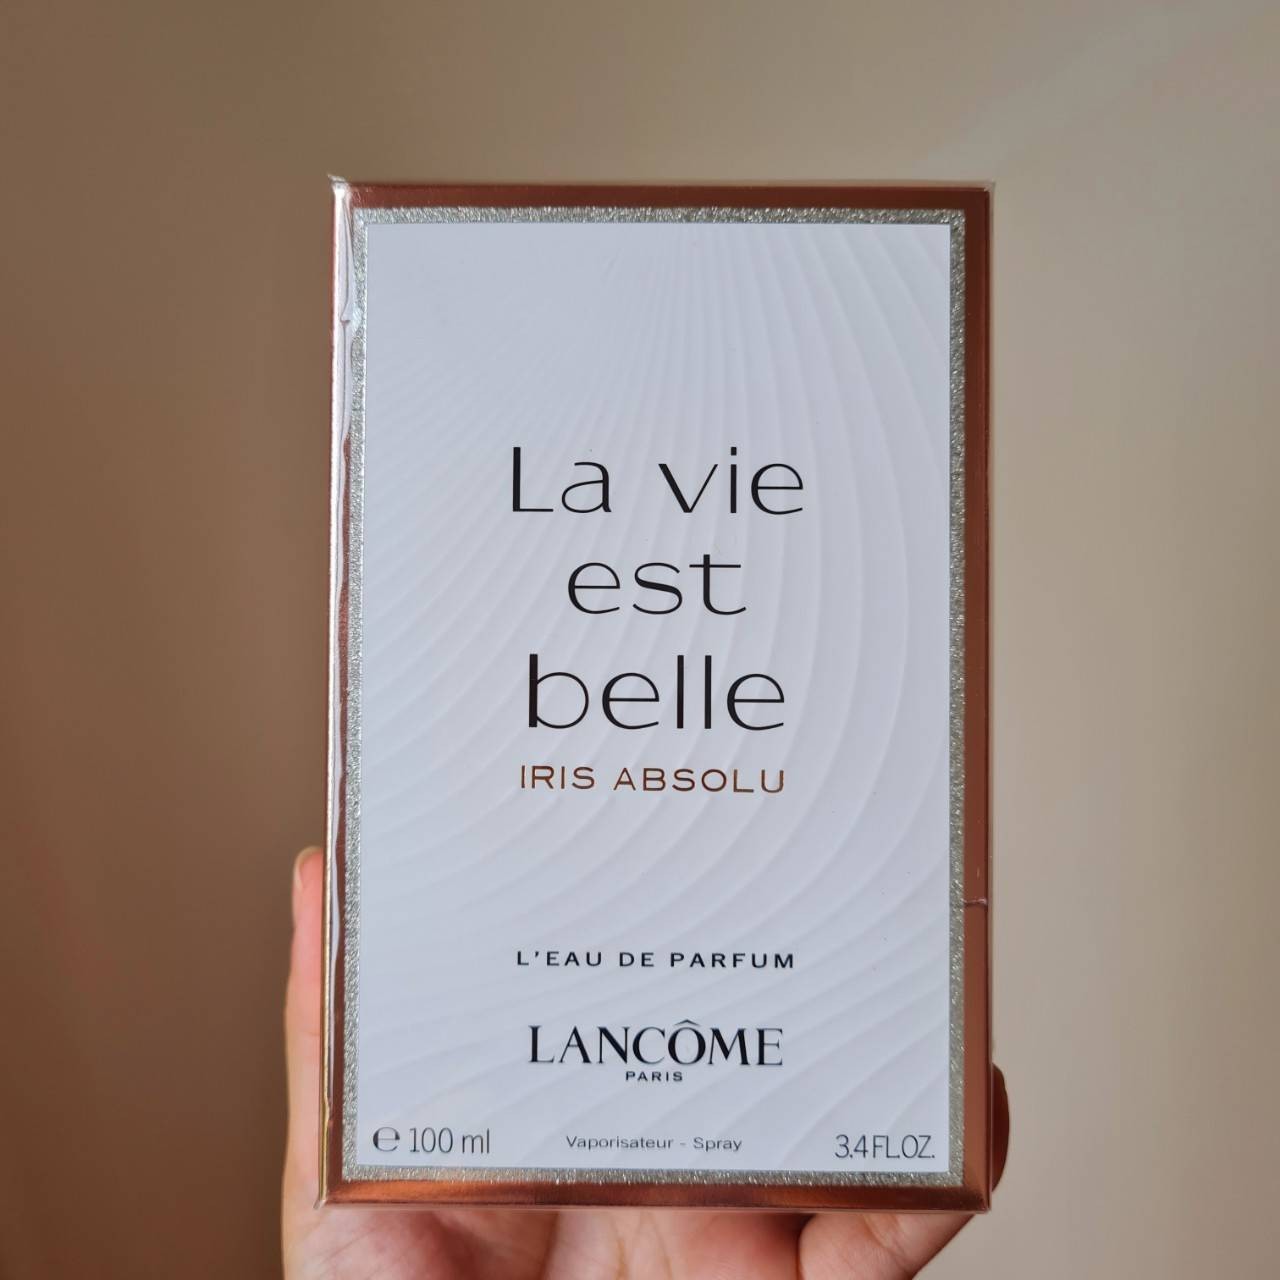 La vie
est
belle
IRIS ABSOLU
L'EAU DE PARFUM
LANCÔME
PARIS
℮ 100 ml
Vaporisateur - Spray
3.4 FL.OZ.